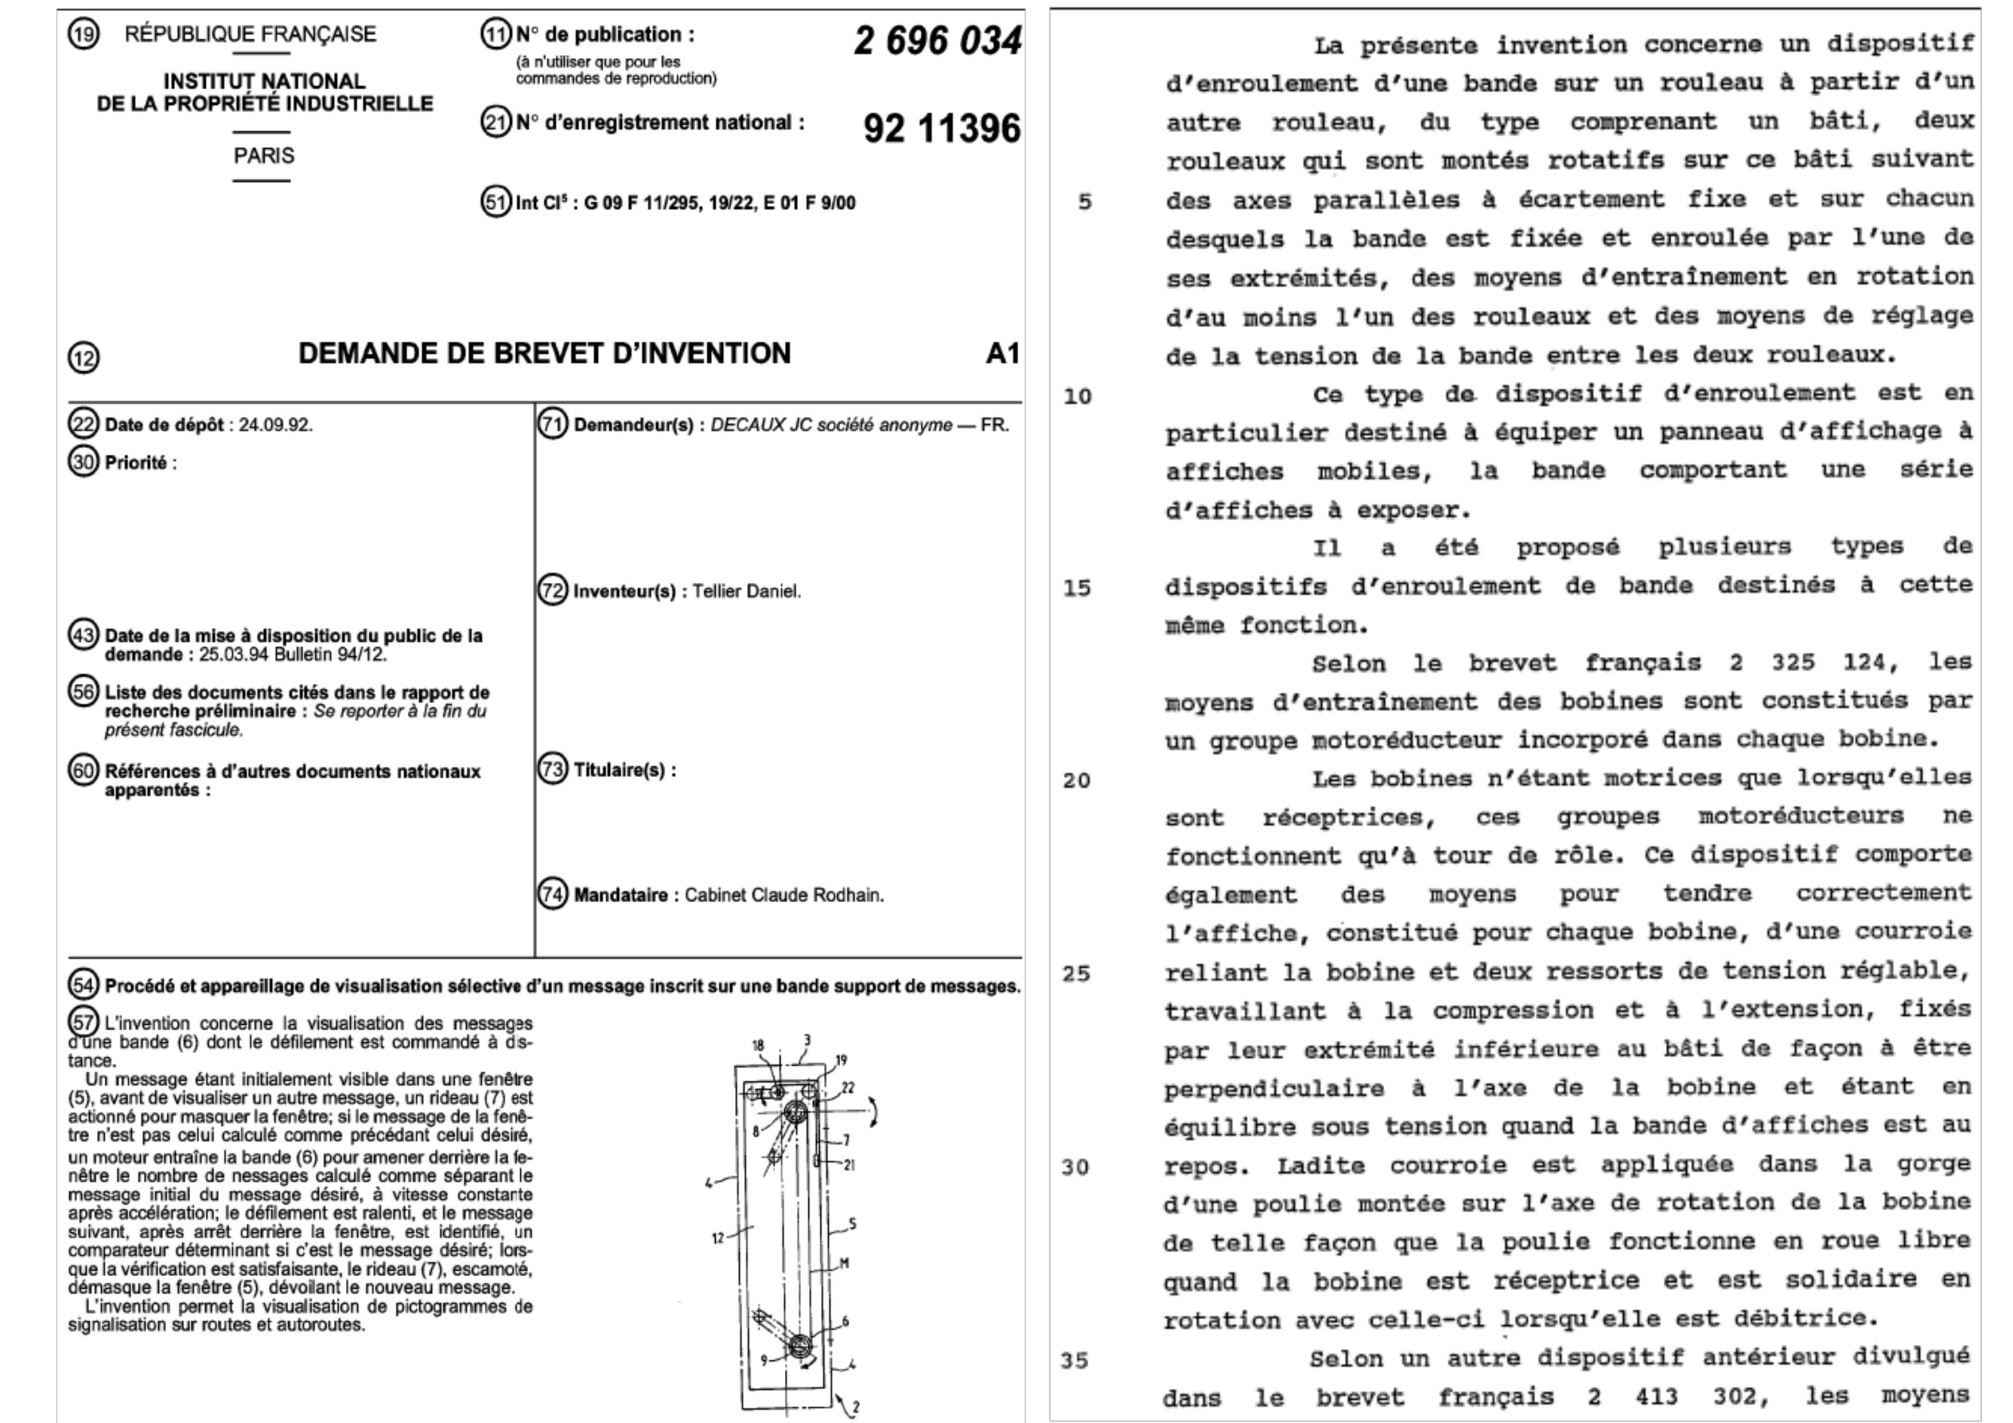 (19) RÉPUBLIQUE FRANÇAISE
INSTITUT NATIONAL
DE LA PROPRIÉTÉ INDUSTRIELLE
PARIS
(11) N° de publication :
(à n'utiliser que pour les
commandes de reproduction)
2 696 034
(21) N° d'enregistrement national :
92 11396
(51) Int Cl⁵ : G 09 F 11/295, 19/22, E 01 F 9/00
(12) DEMANDE DE BREVET D'INVENTION A1
(22) Date de dépôt : 24.09.92.
(30) Priorité :
(43) Date de la mise à disposition du public de la
demande : 25.03.94 Bulletin 94/12.
(56) Liste des documents cités dans le rapport de
recherche préliminaire : Se reporter à la fin du
présent fascicule.
(60) Références à d'autres documents nationaux
apparentés :
(71) Demandeur(s) : DECAUX JC société anonyme — FR.
(72) Inventeur(s) : Tellier Daniel.
(73) Titulaire(s) :
(74) Mandataire : Cabinet Claude Rodhain.
(54) Procédé et appareillage de visualisation sélective d'un message inscrit sur une bande support de messages.
(57) L'invention concerne la visualisation des messages
d'une bande (6) dont le défilement est commandé à dis-
tance.
Un message étant initialement visible dans une fenêtre
(5), avant de visualiser un autre message, un rideau (7) est
actionné pour masquer la fenêtre; si le message de la fenê-
tre n'est pas celui calculé comme précédant celui désiré,
un moteur entraîne la bande (6) pour amener derrière la fe-
nêtre le nombre de nessages calculé comme séparant le
message initial du message désiré, à vitesse constante
après accélération; le défilement est ralenti, et le message
suivant, après arrêt derrière la fenêtre, est identifié, un
comparateur déterminant si c'est le message désiré; lors-
que la vérification est satisfaisante, le rideau (7), escamoté,
démasque la fenêtre (5), dévoilant le nouveau message.
L'invention permet la visualisation de pictogrammes de
signalisation sur routes et autoroutes.
18
3
19
22
8
7
21
4
12
5
M
6
9
4
2
La présente invention concerne un dispositif
d'enroulement d'une bande sur un rouleau à partir d'un
autre rouleau, du type comprenant un bâti, deux
rouleaux qui sont montés rotatifs sur ce bâti suivant
5 des axes parallèles à écartement fixe et sur chacun
desquels la bande est fixée et enroulée par l'une de
ses extrémités, des moyens d'entraînement en rotation
d'au moins l'un des rouleaux et des moyens de réglage
de la tension de la bande entre les deux rouleaux.
10 Ce type de dispositif d'enroulement est en
particulier destiné à équiper un panneau d'affichage à
affiches mobiles, la bande comportant une série
d'affiches à exposer.
Il a été proposé plusieurs types de
15 dispositifs d'enroulement de bande destinés à cette
même fonction.
Selon le brevet français 2 325 124, les
moyens d'entraînement des bobines sont constitués par
un groupe motoréducteur incorporé dans chaque bobine.
20 Les bobines n'étant motrices que lorsqu'elles
sont réceptrices, ces groupes motoréducteurs ne
fonctionnent qu'à tour de rôle. Ce dispositif comporte
également des moyens pour tendre correctement
l'affiche, constitué pour chaque bobine, d'une courroie
25 reliant la bobine et deux ressorts de tension réglable,
travaillant à la compression et à l'extension, fixés
par leur extrémité inférieure au bâti de façon à être
perpendiculaire à l'axe de la bobine et étant en
équilibre sous tension quand la bande d'affiches est au
30 repos. Ladite courroie est appliquée dans la gorge
d'une poulie montée sur l'axe de rotation de la bobine
de telle façon que la poulie fonctionne en roue libre
quand la bobine est réceptrice et est solidaire en
rotation avec celle-ci lorsqu'elle est débitrice.
35 Selon un autre dispositif antérieur divulgué
dans le brevet français 2 413 302, les moyens